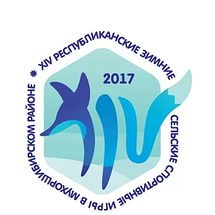 XIV РЕСПУБЛИКАНСКИЕ ЗИМНИЕ
СЕЛЬСКИЕ СПОРТИВНЫЕ ИГРЫ В МУХОРШИБИРСКОМ РАЙОНЕ
2017
XIV